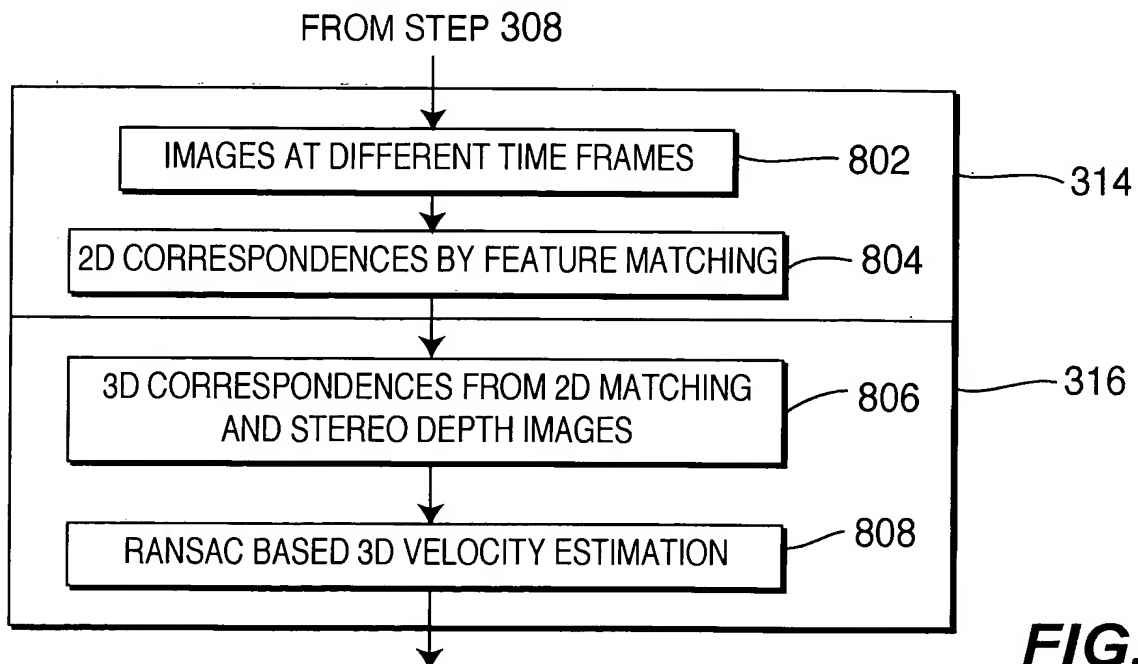 FROM STEP 308
IMAGES AT DIFFERENT TIME FRAMES
802
314
2D CORRESPONDENCES BY FEATURE MATCHING
804
3D CORRESPONDENCES FROM 2D MATCHING
AND STEREO DEPTH IMAGES
806
316
RANSAC BASED 3D VELOCITY ESTIMATION
808
FIG.